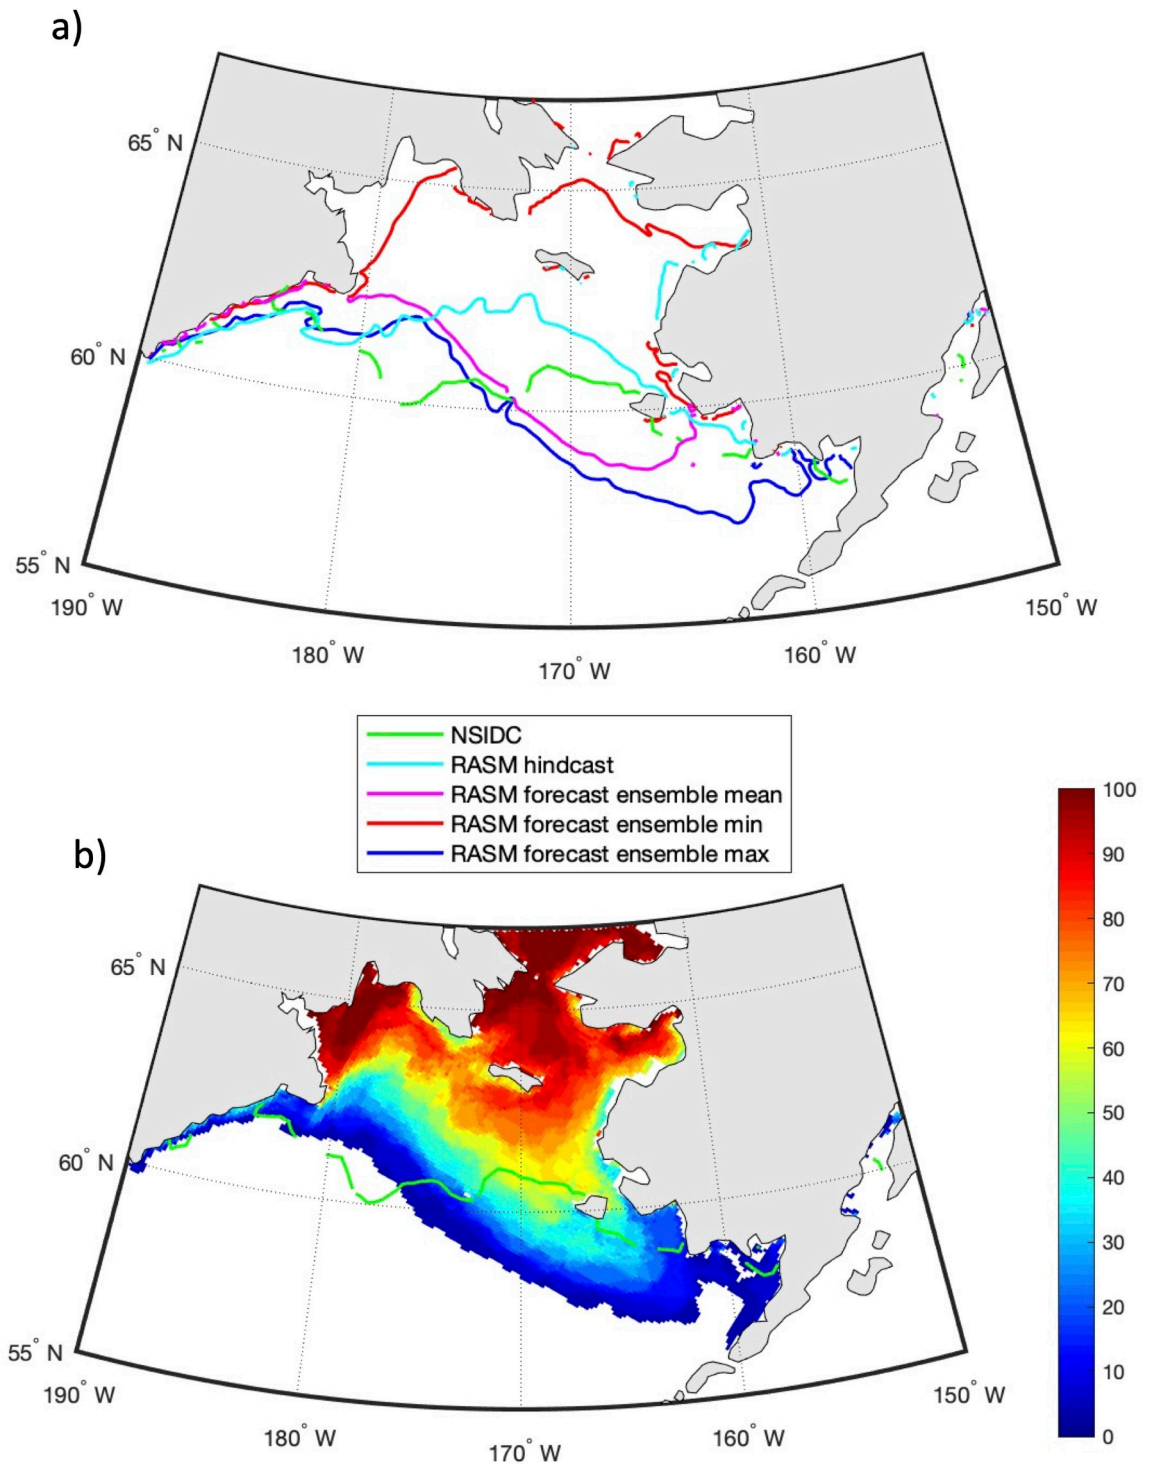 a)
65° N
60° N
55° N
190° W
180° W
170° W
160° W
150° W
NSIDC
RASM hindcast
RASM forecast ensemble mean
RASM forecast ensemble min
RASM forecast ensemble max
b)
100
90
80
70
60
50
40
30
20
10
0
65° N
60° N
55° N
190° W
180° W
170° W
160° W
150° W